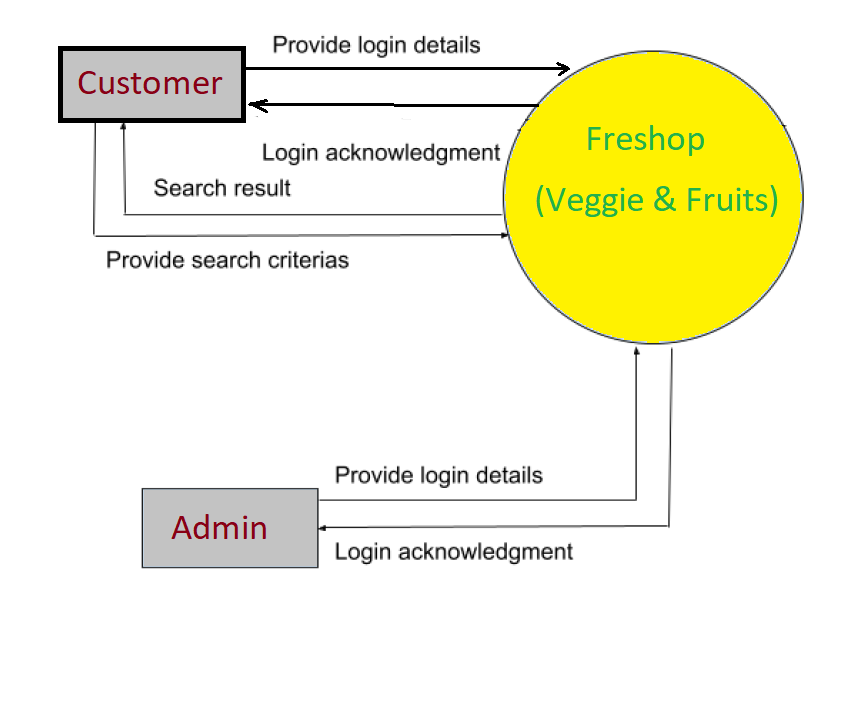 Provide login details
Customer
Freshop
Login acknowledgment
Search result
(Veggie & Fruits)
Provide search criterias
Provide login details
Admin
Login acknowledgment